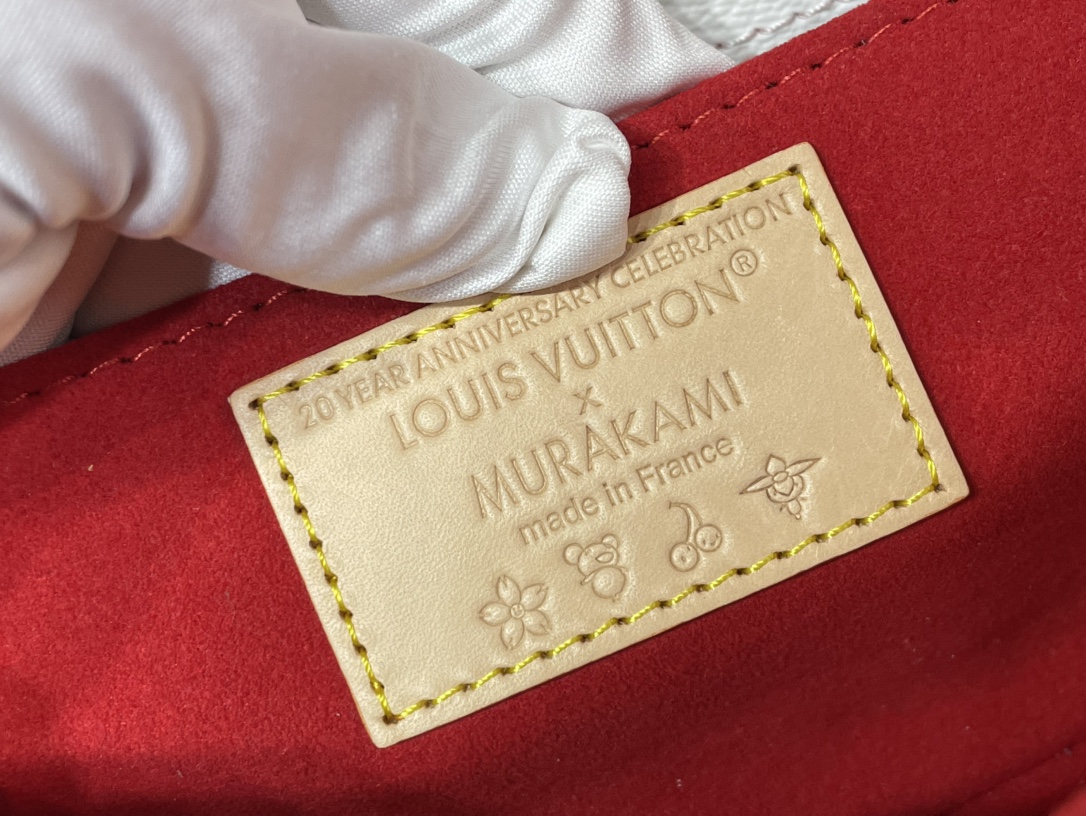 20 YEAR ANNIVERSARY CELEBRATION
LOUIS VUITTON®
×
MURAKAMI
made in France